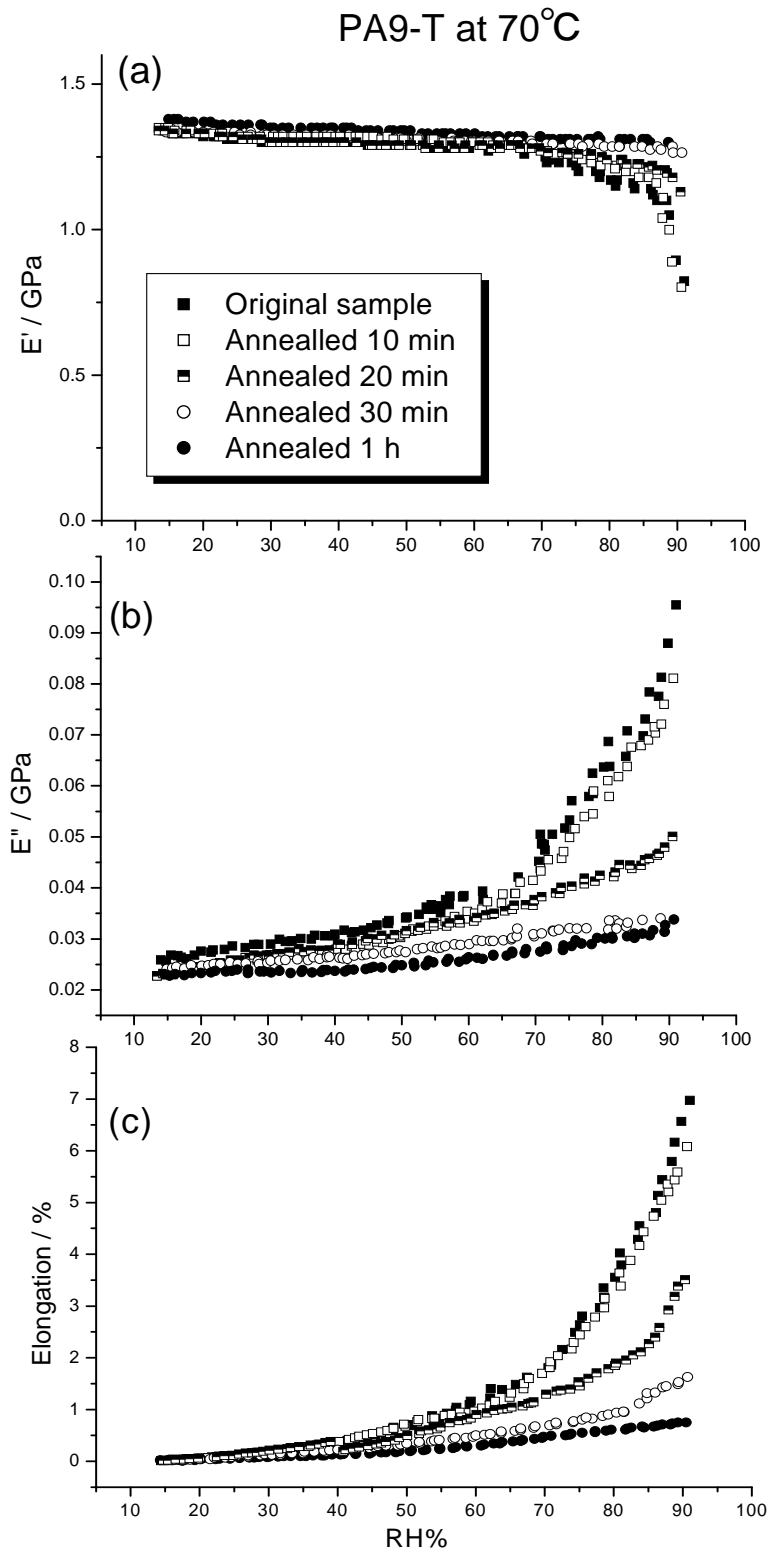 PA9-T at 70°C
(a)
1.5
1.0
0.5
0.0
E' / GPa
Original sample
Annealled 10 min
Annealed 20 min
Annealed 30 min
Annealed 1 h
10 20 30 40 50 60 70 80 90 100
(b)
0.10
0.09
0.08
0.07
0.06
0.05
0.04
0.03
0.02
E" / GPa
10 20 30 40 50 60 70 80 90 100
(c)
8
7
6
5
4
3
2
1
0
Elongation / %
10 20 30 40 50 60 70 80 90 100
RH%